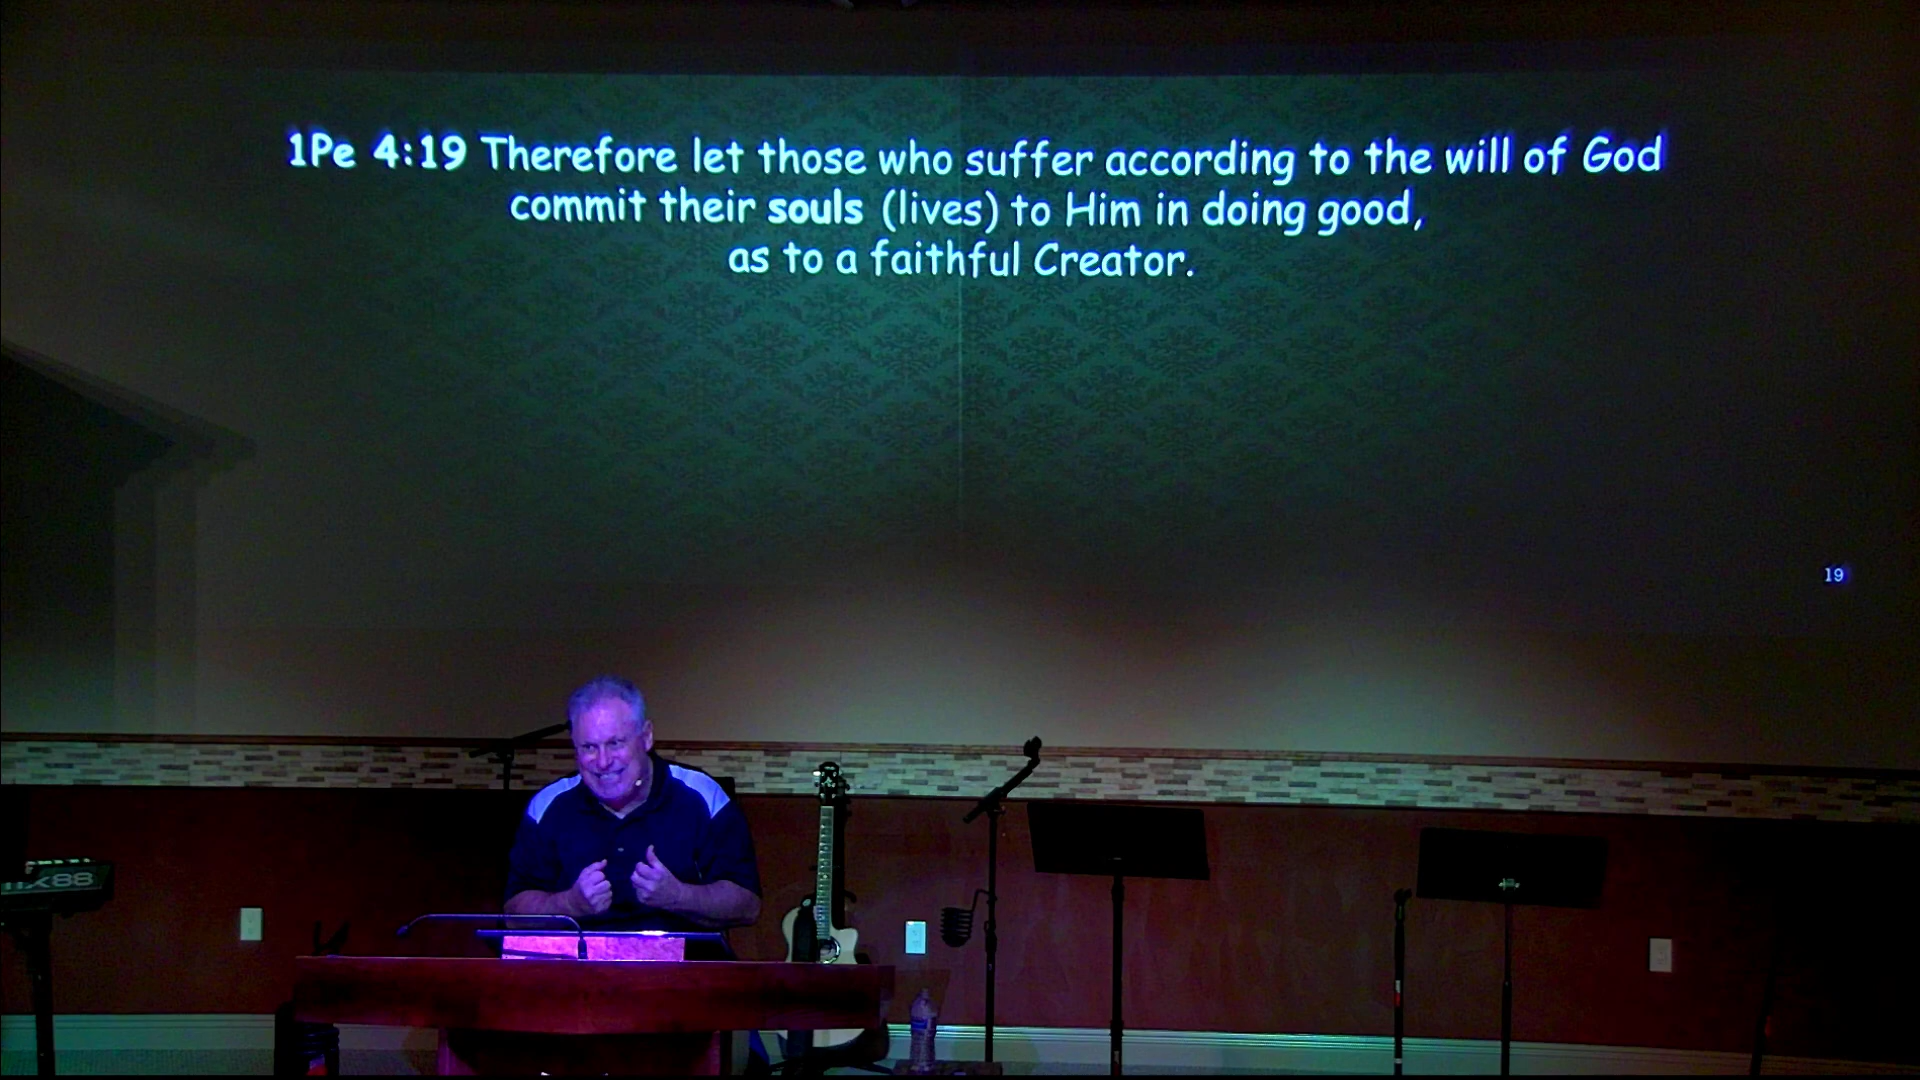 1Pe 4:19 Therefore let those who suffer according to the will of God
commit their souls (lives) to Him in doing good,
as to a faithful Creator.
19